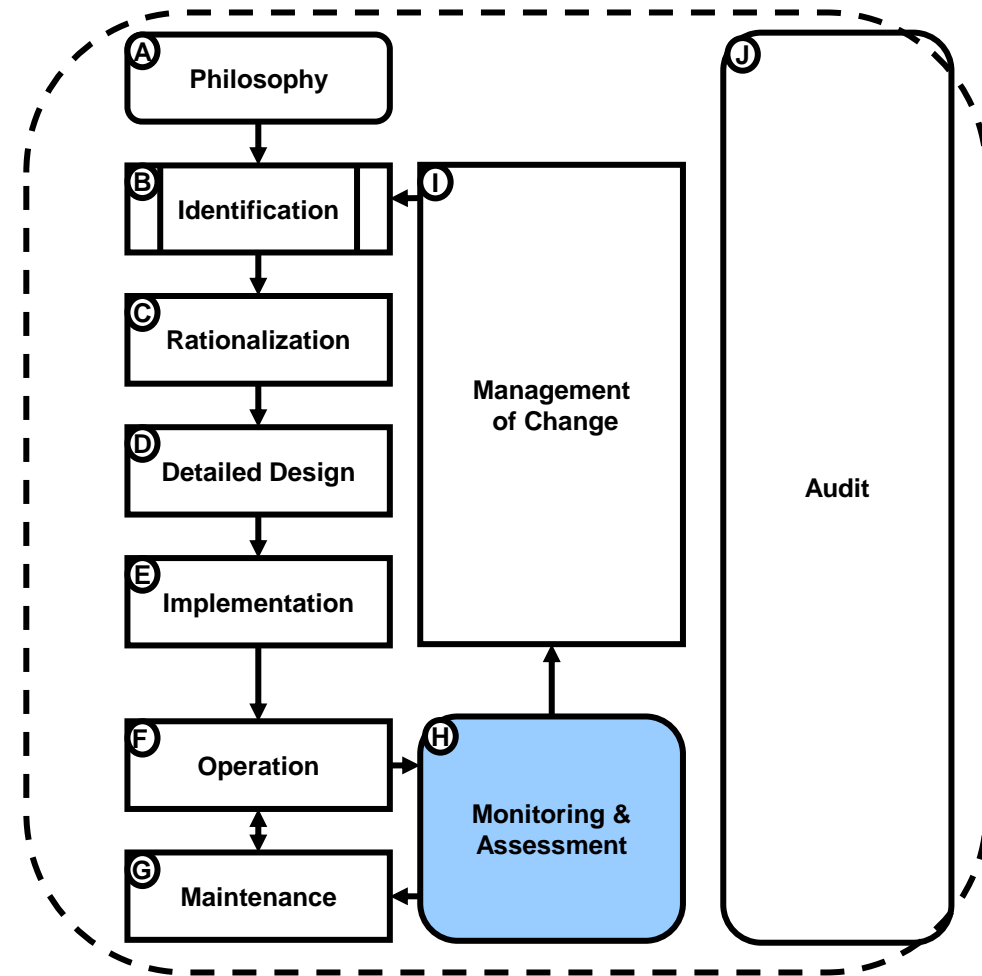 A
Philosophy
B
Identification
C
Rationalization
D
Detailed Design
E
Implementation
F
Operation
G
Maintenance
H
Monitoring &
Assessment
I
Management
of Change
J
Audit